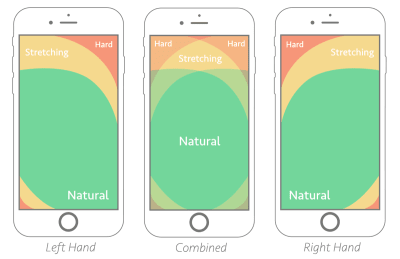 Hard
Stretching
Natural
Left Hand
Hard Hard
Stretching
Natural
Combined
Hard
Stretching
Natural
Right Hand